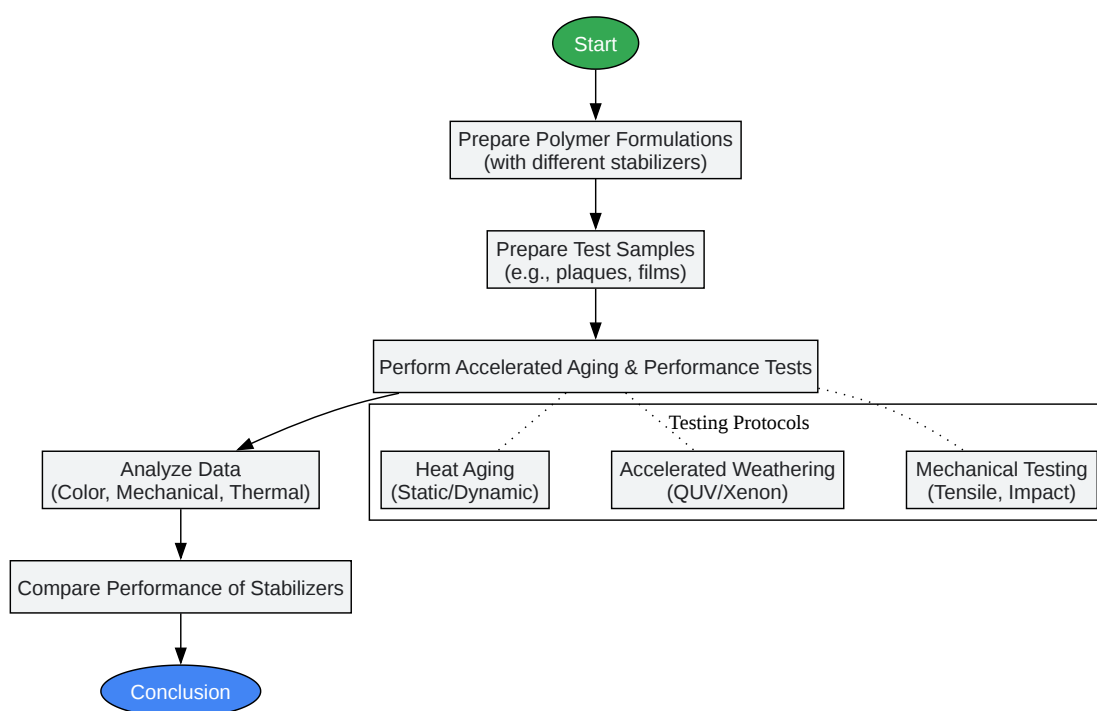 Start
Prepare Polymer Formulations
(with different stabilizers)
Prepare Test Samples
(e.g., plaques, films)
Perform Accelerated Aging & Performance Tests
Testing Protocols
Analyze Data
(Color, Mechanical, Thermal)
Heat Aging
(Static/Dynamic)
Accelerated Weathering
(QUV/Xenon)
Mechanical Testing
(Tensile, Impact)
Compare Performance of Stabilizers
Conclusion